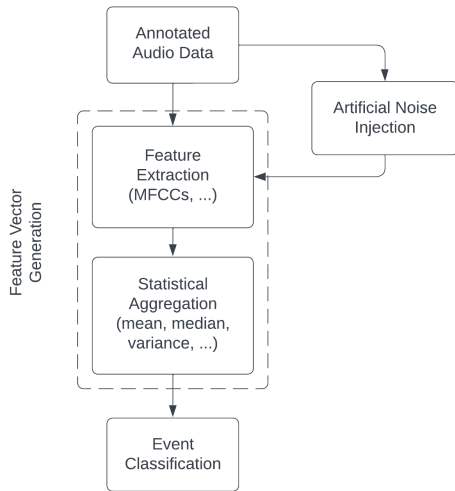 Annotated
Audio Data
Artificial Noise
Injection
Feature
Extraction
(MFCCs, ...)
Feature Vector
Generation
Statistical
Aggregation
(mean, median,
variance, ...)
Event
Classification